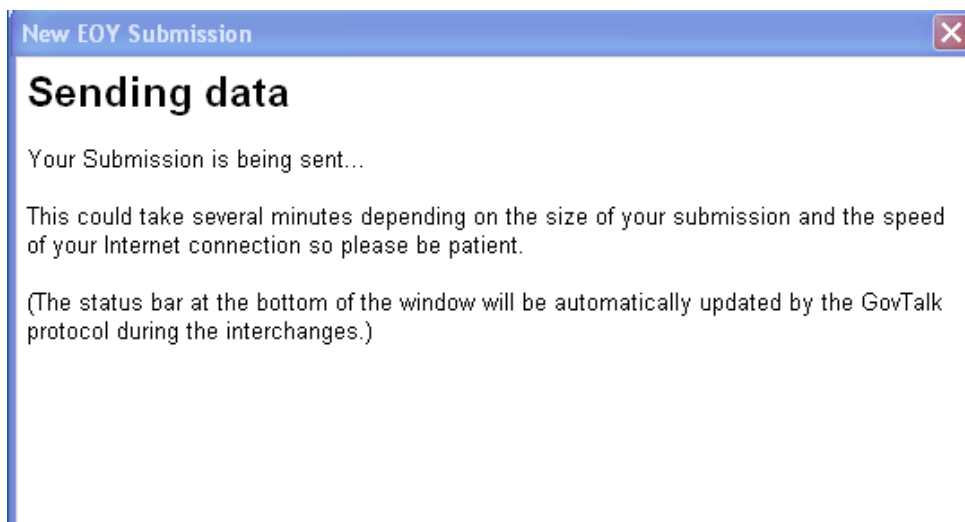 New EOY Submission
Sending data
Your Submission is being sent...
This could take several minutes depending on the size of your submission and the speed
of your Internet connection so please be patient.
(The status bar at the bottom of the window will be automatically updated by the GovTalk
protocol during the interchanges.)